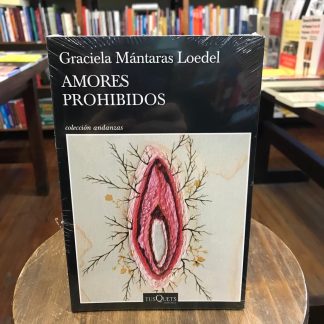 Graciela Mántaras Loedel
AMORES
PROHIBIDOS
colección andanzas
TUSQUETS